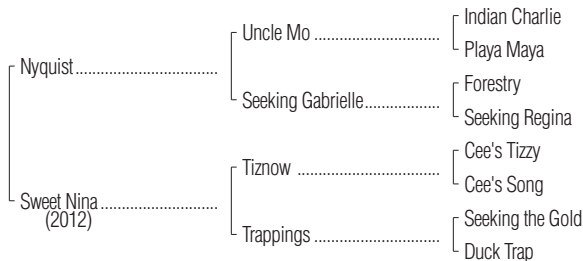 Indian Charlie
Uncle Mo ................................
Playa Maya
Nyquist ....................................
Forestry
Seeking Gabrielle...................
Seeking Regina
Cee's Tizzy
Tiznow ....................................
Cee's Song
Sweet Nina .............................
(2012)
Seeking the Gold
Trappings ................................
Duck Trap